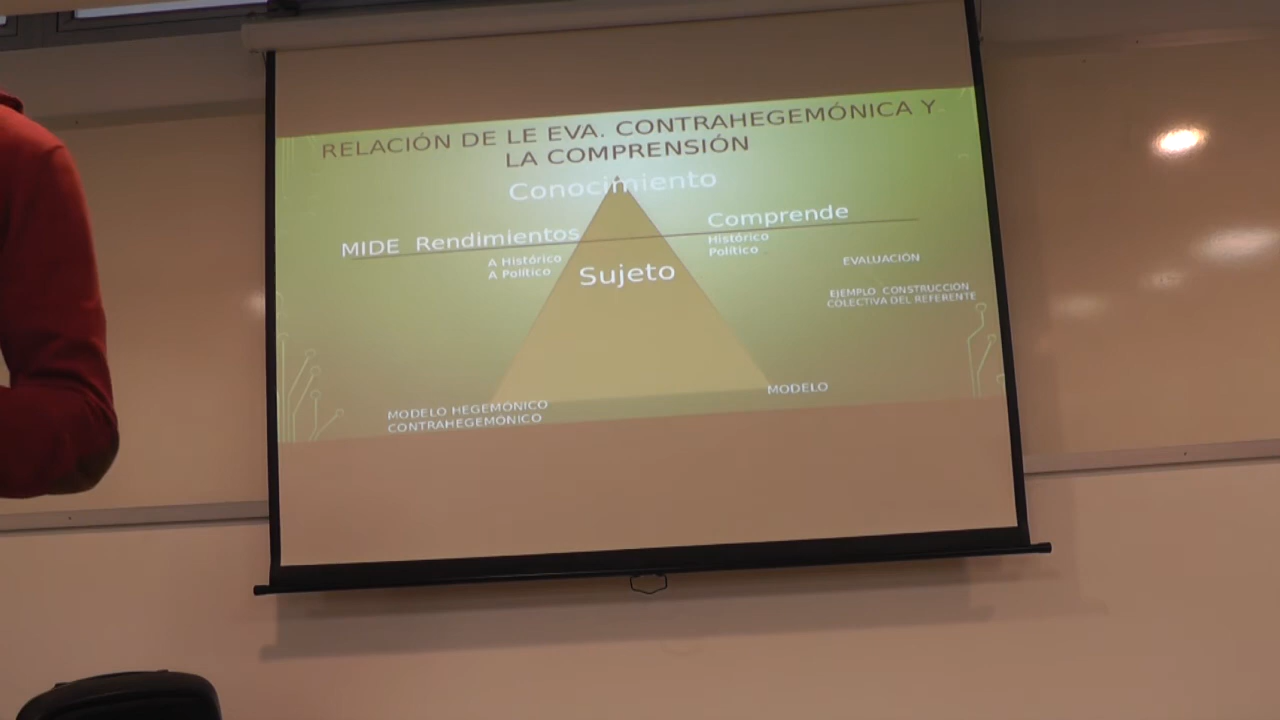 RELACIÓN DE LE EVA. CONTRAHEGEMÓNICA Y
LA COMPRENSIÓN
Conocimiento
MIDE Rendimientos
A Histórico
A Político
Sujeto
Comprende
Histórico
Político
EVALUACIÓN
EJEMPLO CONSTRUCCION
COLECTIVA DEL REFERENTE
MODELO HEGEMÓNICO
CONTRAHEGEMONICO
MODELO